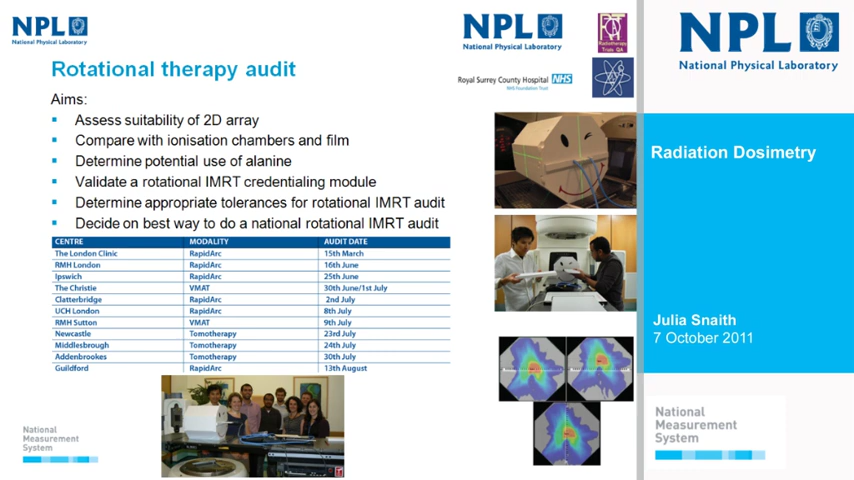 NPL
National Physical Laboratory
Rotational therapy audit
Aims:
Assess suitability of 2D array
Compare with ionisation chambers and film
Determine potential use of alanine
Validate a rotational IMRT credentialing module
Determine appropriate tolerances for rotational IMRT audit
Decide on best way to do a national rotational IMRT audit
CENTRE MODALITY AUDIT DATE
The London Clinic RapidArc 15th March
RMH London RapidArc 16th June
Ipswich RapidArc 25th June
The Christie VMAT 30th June/1st July
Clatterbridge RapidArc 2nd July
UCH London RapidArc 8th July
RMH Sutton VMAT 9th July
Newcastle Tomotherapy 23rd July
Middlesbrough Tomotherapy 24th July
Addenbrookes Tomotherapy 30th July
Guildford RapidArc 13th August
National
Measurement
System
NPL
National Physical Laboratory
Radiotherapy
Trials QA
Royal Surrey County Hospital NHS
NHS Foundation Trust
NPL
National Physical Laboratory
Radiation Dosimetry
Julia Snaith
7 October 2011
National
Measurement
System